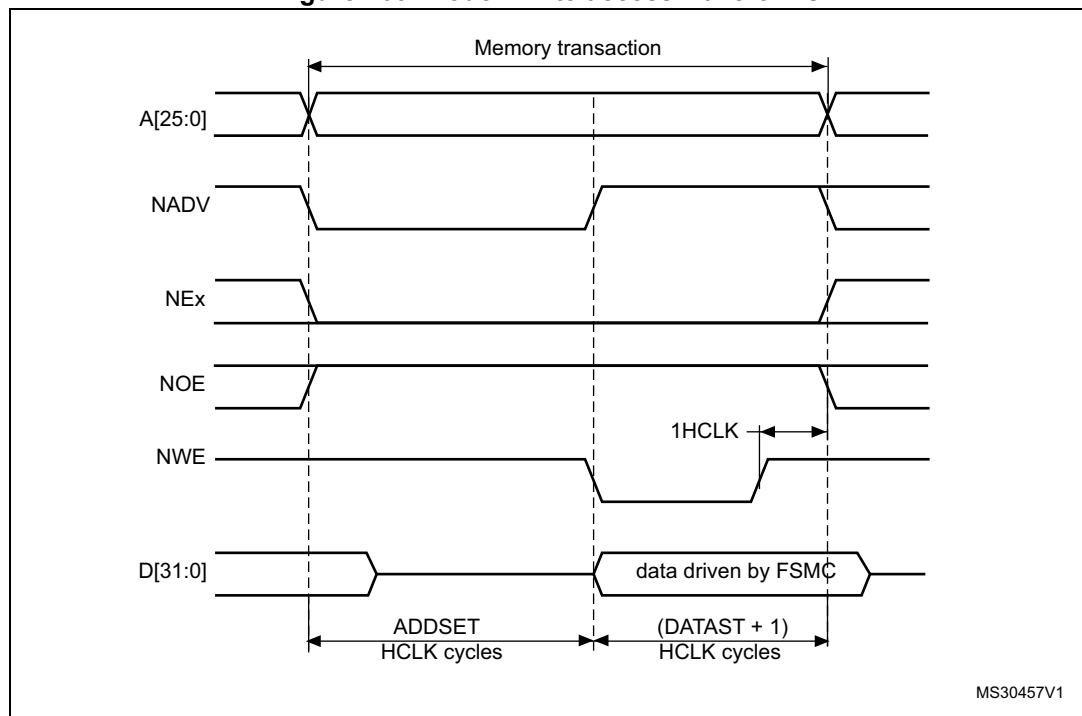 Memory transaction
A[25:0]
NADV
NEx
NOE
1HCLK
NWE
D[31:0]
data driven by FSMC
ADDSET
HCLK cycles
(DATAST + 1)
HCLK cycles
MS30457V1